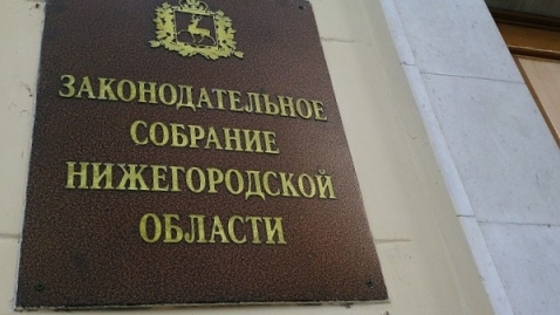 ЗАКОНОДАТЕЛЬНОЕ
СОБРАНИЕ
НИЖЕГОРОДСКОЙ
ОБЛАСТИ